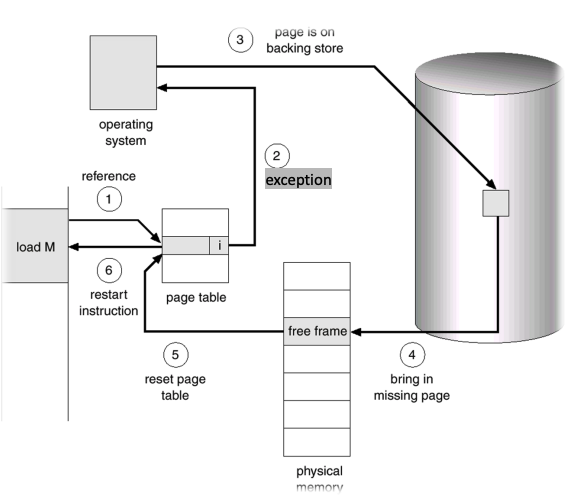 3
page is on
backing store
operating
system
2
exception
reference
1
load M
i
6
restart
instruction
page table
free frame
5
reset page
table
4
bring in
missing page
physical
memory